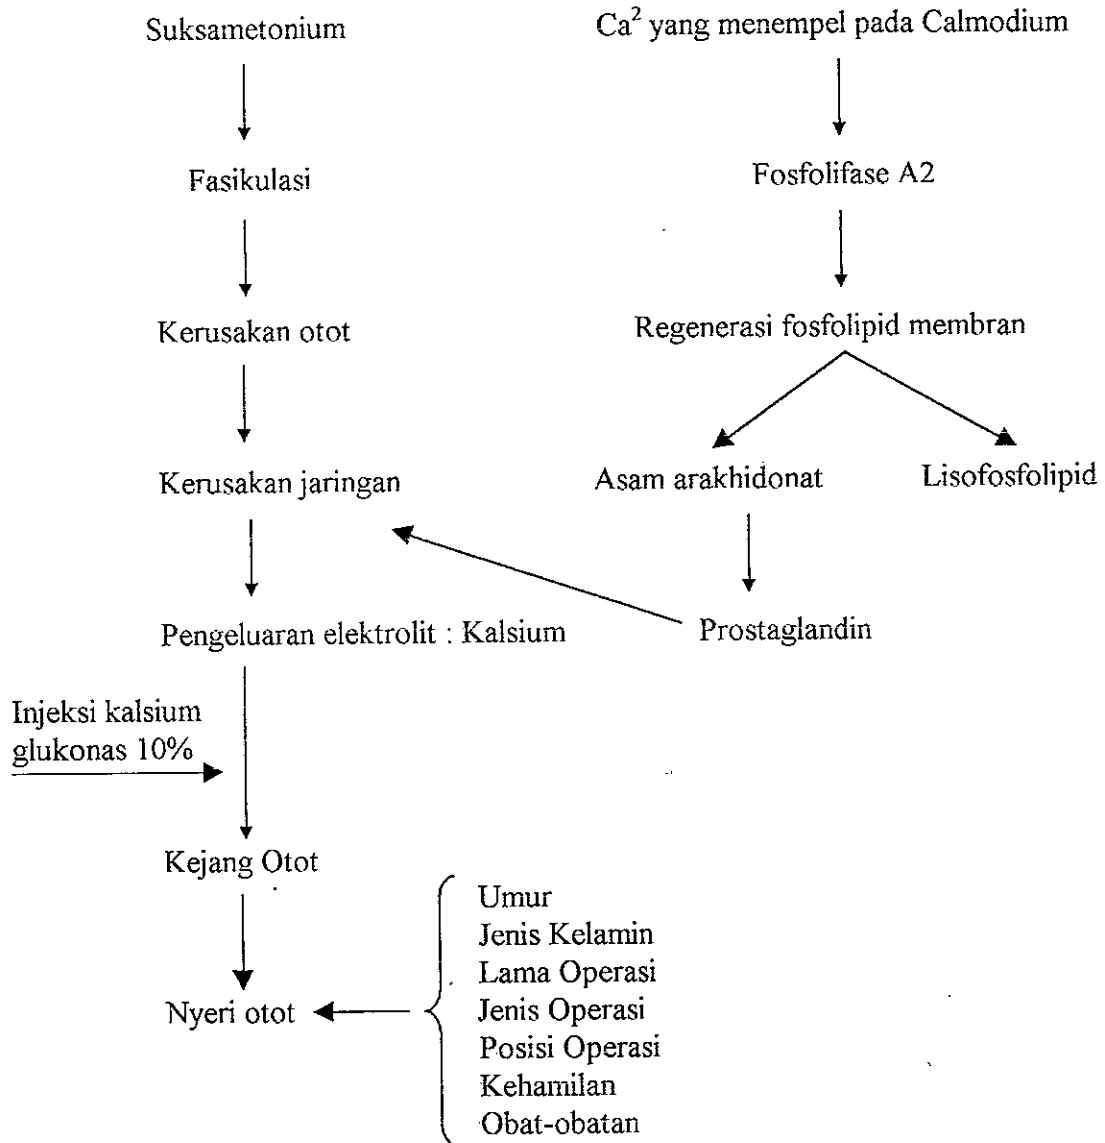 Suksametonium
Ca² yang menempel pada Calmodium
Fasikulasi
Fosfolifase A2
Kerusakan otot
Regenerasi fosfolipid membran
Kerusakan jaringan
Asam arakhidonat
Lisofosfolipid
Pengeluaran elektrolit : Kalsium
Prostaglandin
Injeksi kalsium
glukonas 10%
Kejang Otot
Nyeri otot
Umur
Jenis Kelamin
Lama Operasi
Jenis Operasi
Posisi Operasi
Kehamilan
Obat-obatan